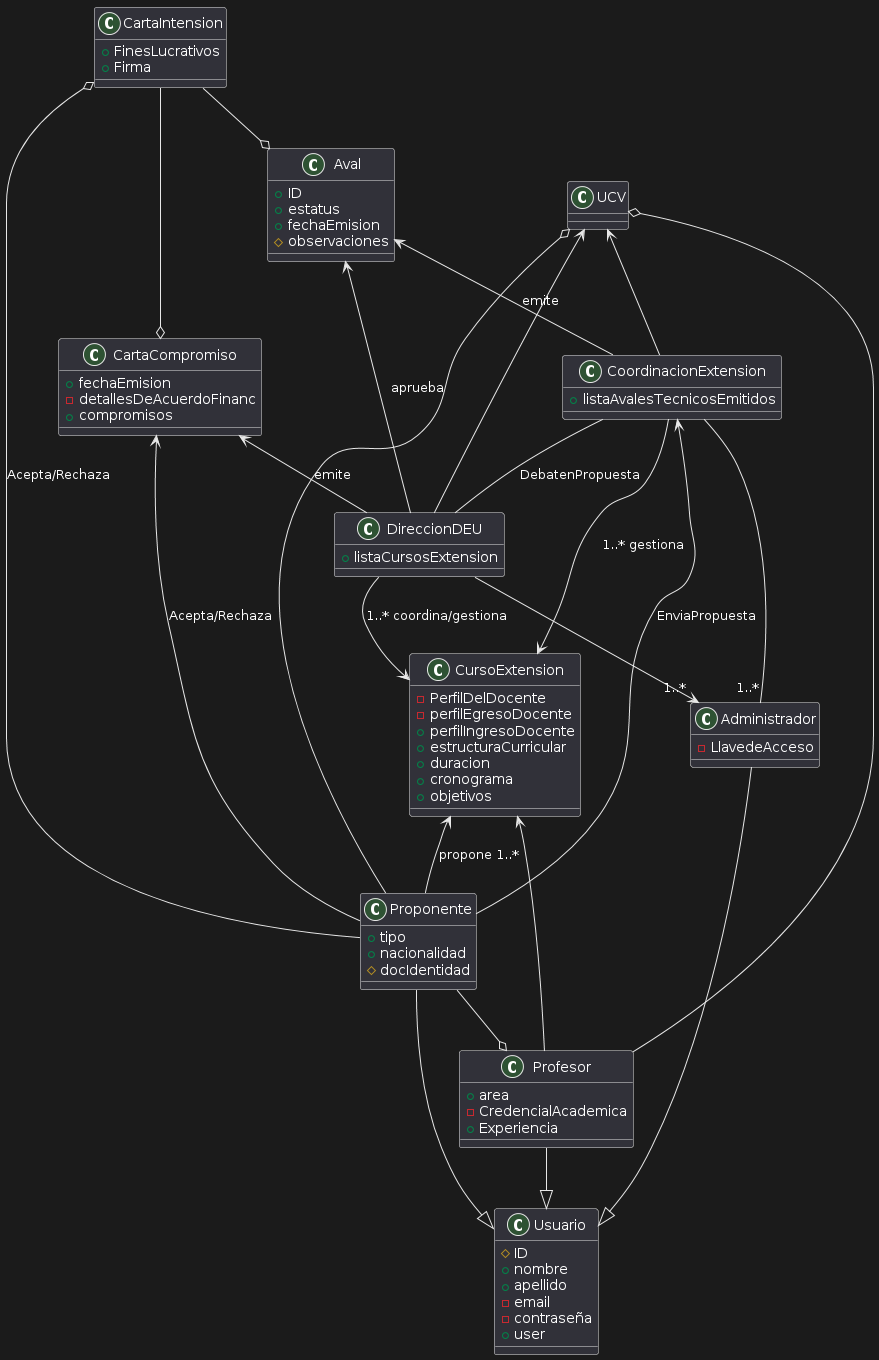 C CartaIntension
FinesLucrativos
Firma
C Aval
ID
estatus
fechaEmision
observaciones
C UCV
emite
C CartaCompromiso
fechaEmision
detallesDeAcuerdoFinanc
compromisos
C CoordinacionExtension
listaAvalesTecnicosEmitidos
aprueba
Acepta/Rechaza
emite
DebatenPropuesta
C DireccionDEU
listaCursosExtension
1..* gestiona
Acepta/Rechaza
1..* coordina/gestiona
EnviaPropuesta
C CursoExtension
PerfilDelDocente
perfilEgresoDocente
perfilIngresoDocente
estructuraCurricular
duracion
cronograma
objetivos
1..*
1..*
C Administrador
LlavedeAcceso
propone 1..*
C Proponente
tipo
nacionalidad
docIdentidad
C Profesor
area
CredencialAcademica
Experiencia
C Usuario
ID
nombre
apellido
email
contraseña
user